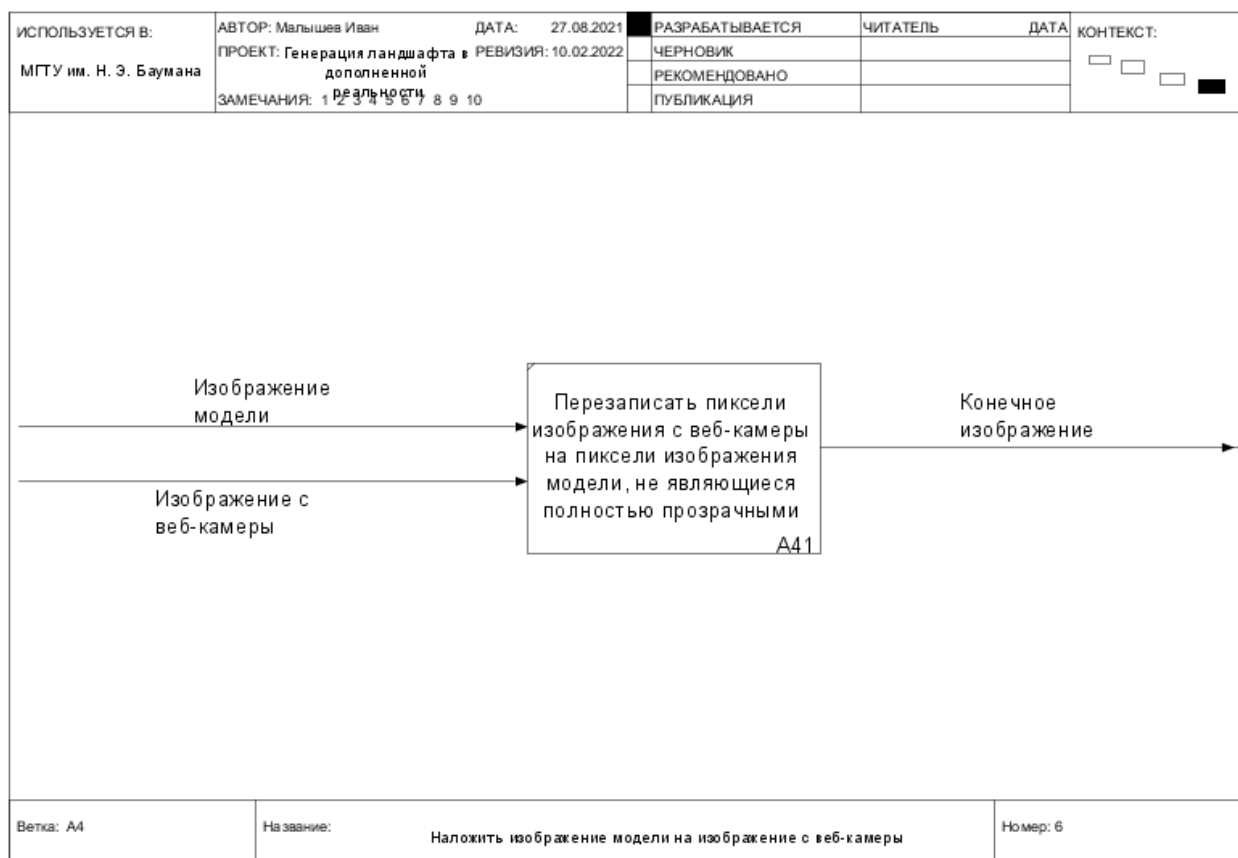 ИСПОЛЬЗУЕТСЯ В:
МГТУ им. Н. Э. Баумана
АВТОР: Малышев Иван
ДАТА: 27.08.2021
ПРОЕКТ: Генерация ландшафта в
дополненной
реальности
РЕВИЗИЯ: 10.02.2022
ЗАМЕЧАНИЯ: 1 2 3 4 5 6 7 8 9 10
РАЗРАБАТЫВАЕТСЯ
ЧЕРНОВИК
РЕКОМЕНДОВАНО
ПУБЛИКАЦИЯ
ЧИТАТЕЛЬ ДАТА
КОНТЕКСТ:
Изображение
модели
Изображение с
веб-камеры
Перезаписать пиксели
изображения с веб-камеры
на пиксели изображения
модели, не являющиеся
полностью прозрачными
A41
Конечное
изображение
Ветка: A4
Название:
Наложить изображение модели на изображение с веб-камеры
Номер: 6